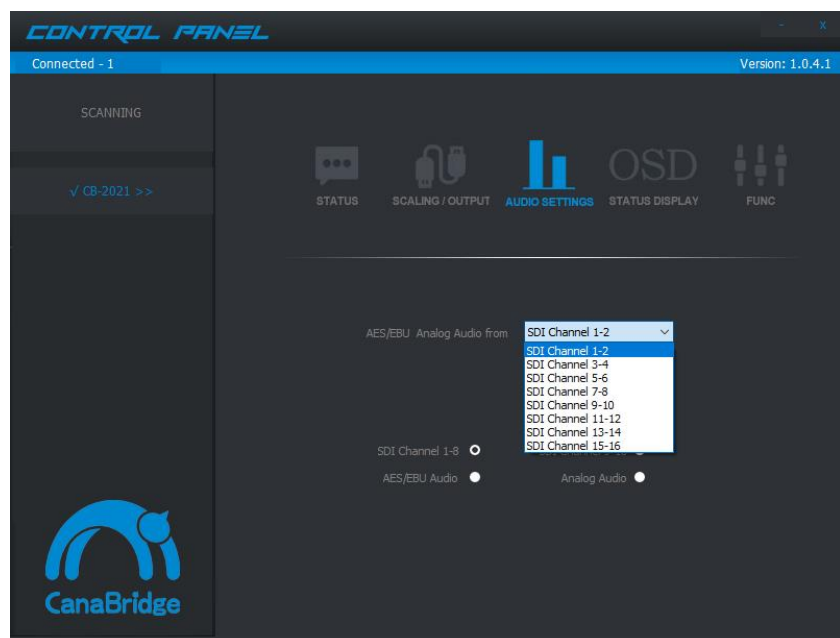 CONTROL PANEL
- x
Connected - 1 Version: 1.0.4.1
SCANNING
√ CB-2021 >>
OSD
STATUS SCALING / OUTPUT AUDIO SETTINGS STATUS DISPLAY FUNC
AES/EBU Analog Audio from SDI Channel 1-2
SDI Channel 1-2
SDI Channel 3-4
SDI Channel 5-6
SDI Channel 7-8
SDI Channel 9-10
SDI Channel 11-12
SDI Channel 13-14
SDI Channel 15-16
SDI Channel 1-8
AES/EBU Audio Analog Audio
CanaBridge